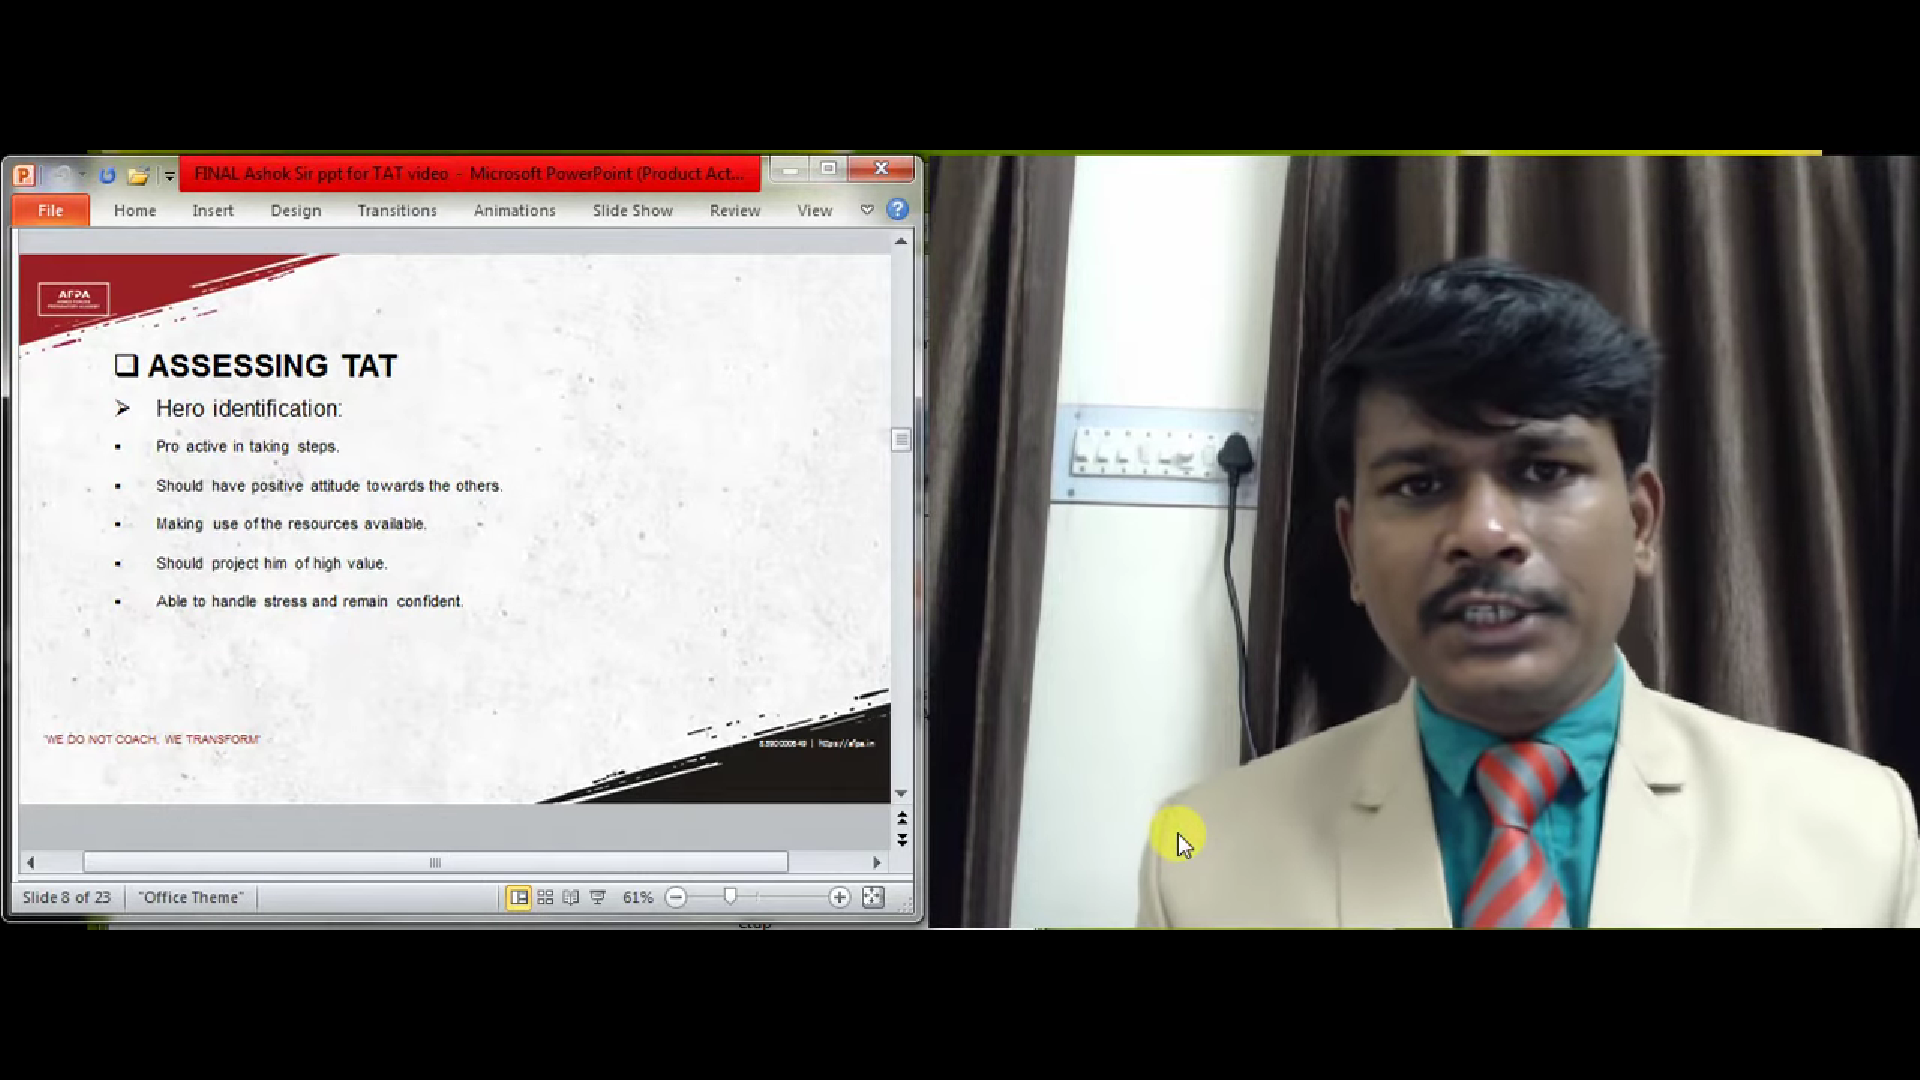 FINAL Ashok Sir ppt for TAT video - Microsoft PowerPoint (Product Act...
File Home Insert Design Transitions Animations Slide Show Review View
AFPA
ASSESSING TAT
Hero identification:
Pro active in taking steps.
Should have positive attitude towards the others.
Making use of the resources available.
Should project him of high value.
Able to handle stress and remain confident.
"WE DO NOT COACH, WE TRANSFORM"
https://afpa.in
Slide 8 of 23 "Office Theme" 61%